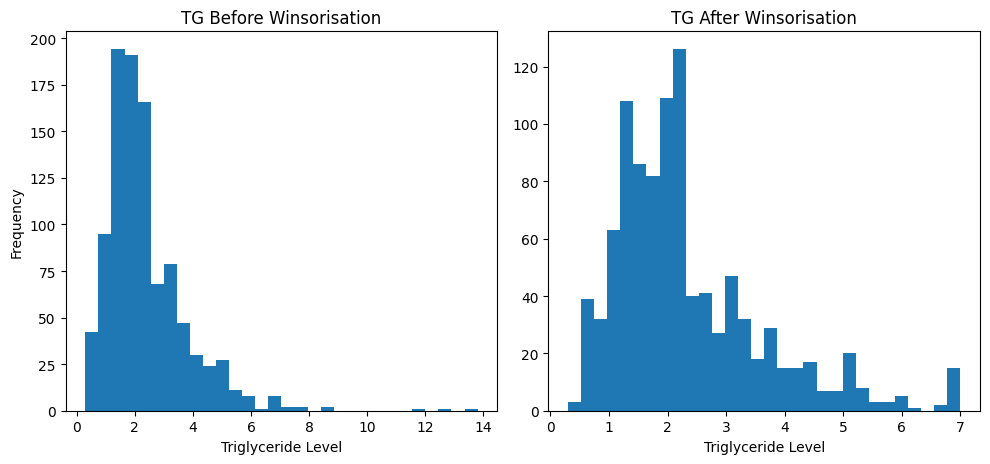 TG Before Winsorisation
Frequency
200
175
150
125
100
75
50
25
0
0 2 4 6 8 10 12 14
Triglyceride Level
TG After Winsorisation
120
100
80
60
40
20
0
0 1 2 3 4 5 6 7
Triglyceride Level